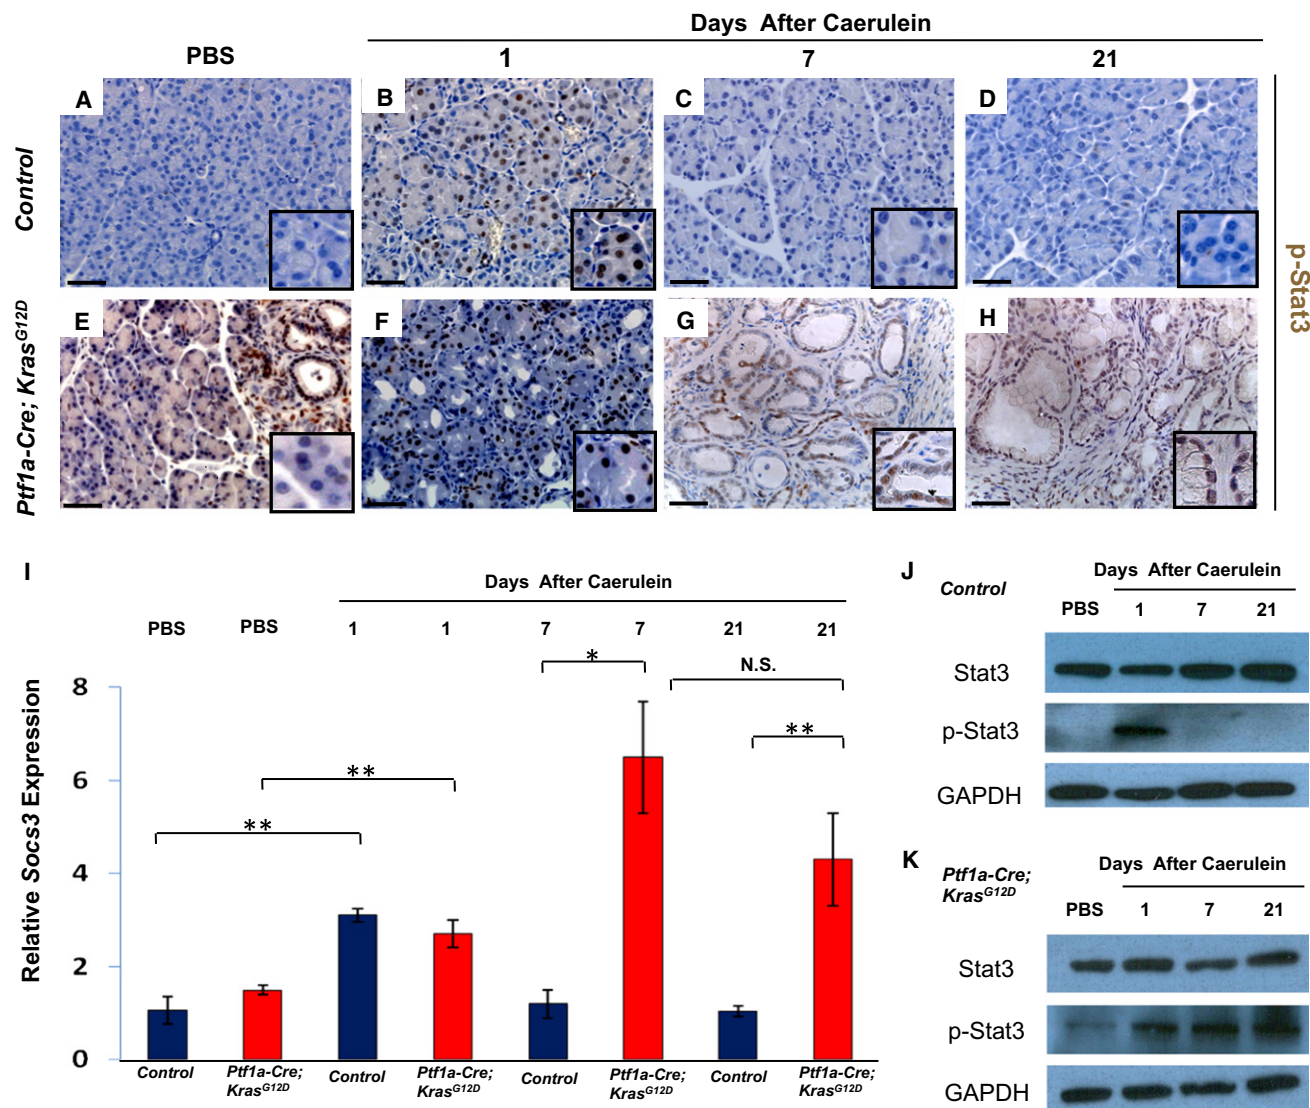 Days After Caerulein
PBS 1 7 21
Control
A B C D
Ptf1a-Cre; KrasG12D
E F G H
p-Stat3
I
Days After Caerulein
PBS PBS 1 1 7 7 21 21
Relative Socs3 Expression
8
6
4
2
0
** ** * N.S. **
Control Ptf1a-Cre; KrasG12D Control Ptf1a-Cre; KrasG12D Control Ptf1a-Cre; KrasG12D Control Ptf1a-Cre; KrasG12D
J
Control
Days After Caerulein
PBS 1 7 21
Stat3
p-Stat3
GAPDH
K
Ptf1a-Cre;
KrasG12D
Days After Caerulein
PBS 1 7 21
Stat3
p-Stat3
GAPDH